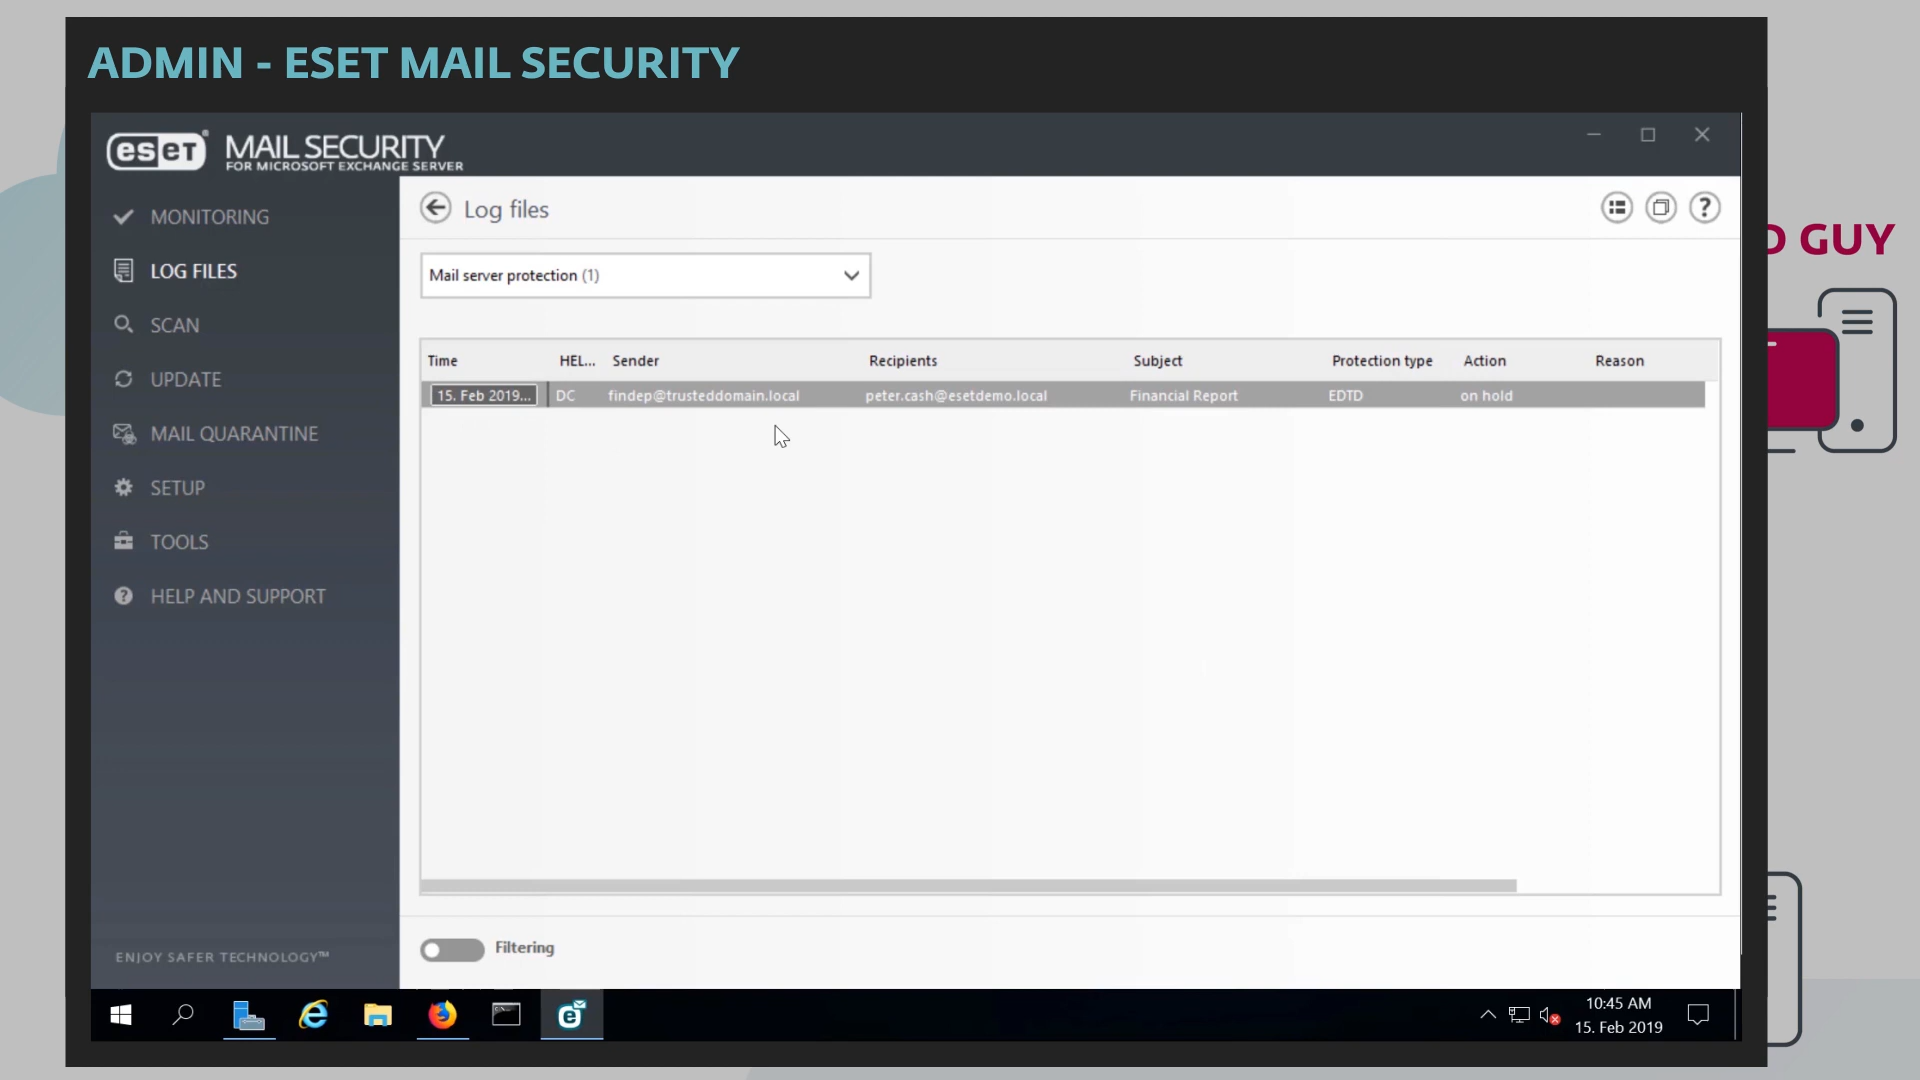 ADMIN - ESET MAIL SECURITY
eset® MAIL SECURITY
FOR MICROSOFT EXCHANGE SERVER
MONITORING
LOG FILES
SCAN
UPDATE
MAIL QUARANTINE
SETUP
TOOLS
HELP AND SUPPORT
ENJOY SAFER TECHNOLOGY™
Log files
?
Mail server protection (1)
Time HEL... Sender Recipients Subject Protection type Action Reason
15. Feb 2019... DC findep@trusteddomain.local peter.cash@esetdemo.local Financial Report EDTD on hold
Filtering
D GUY
10:45 AM
15. Feb 2019